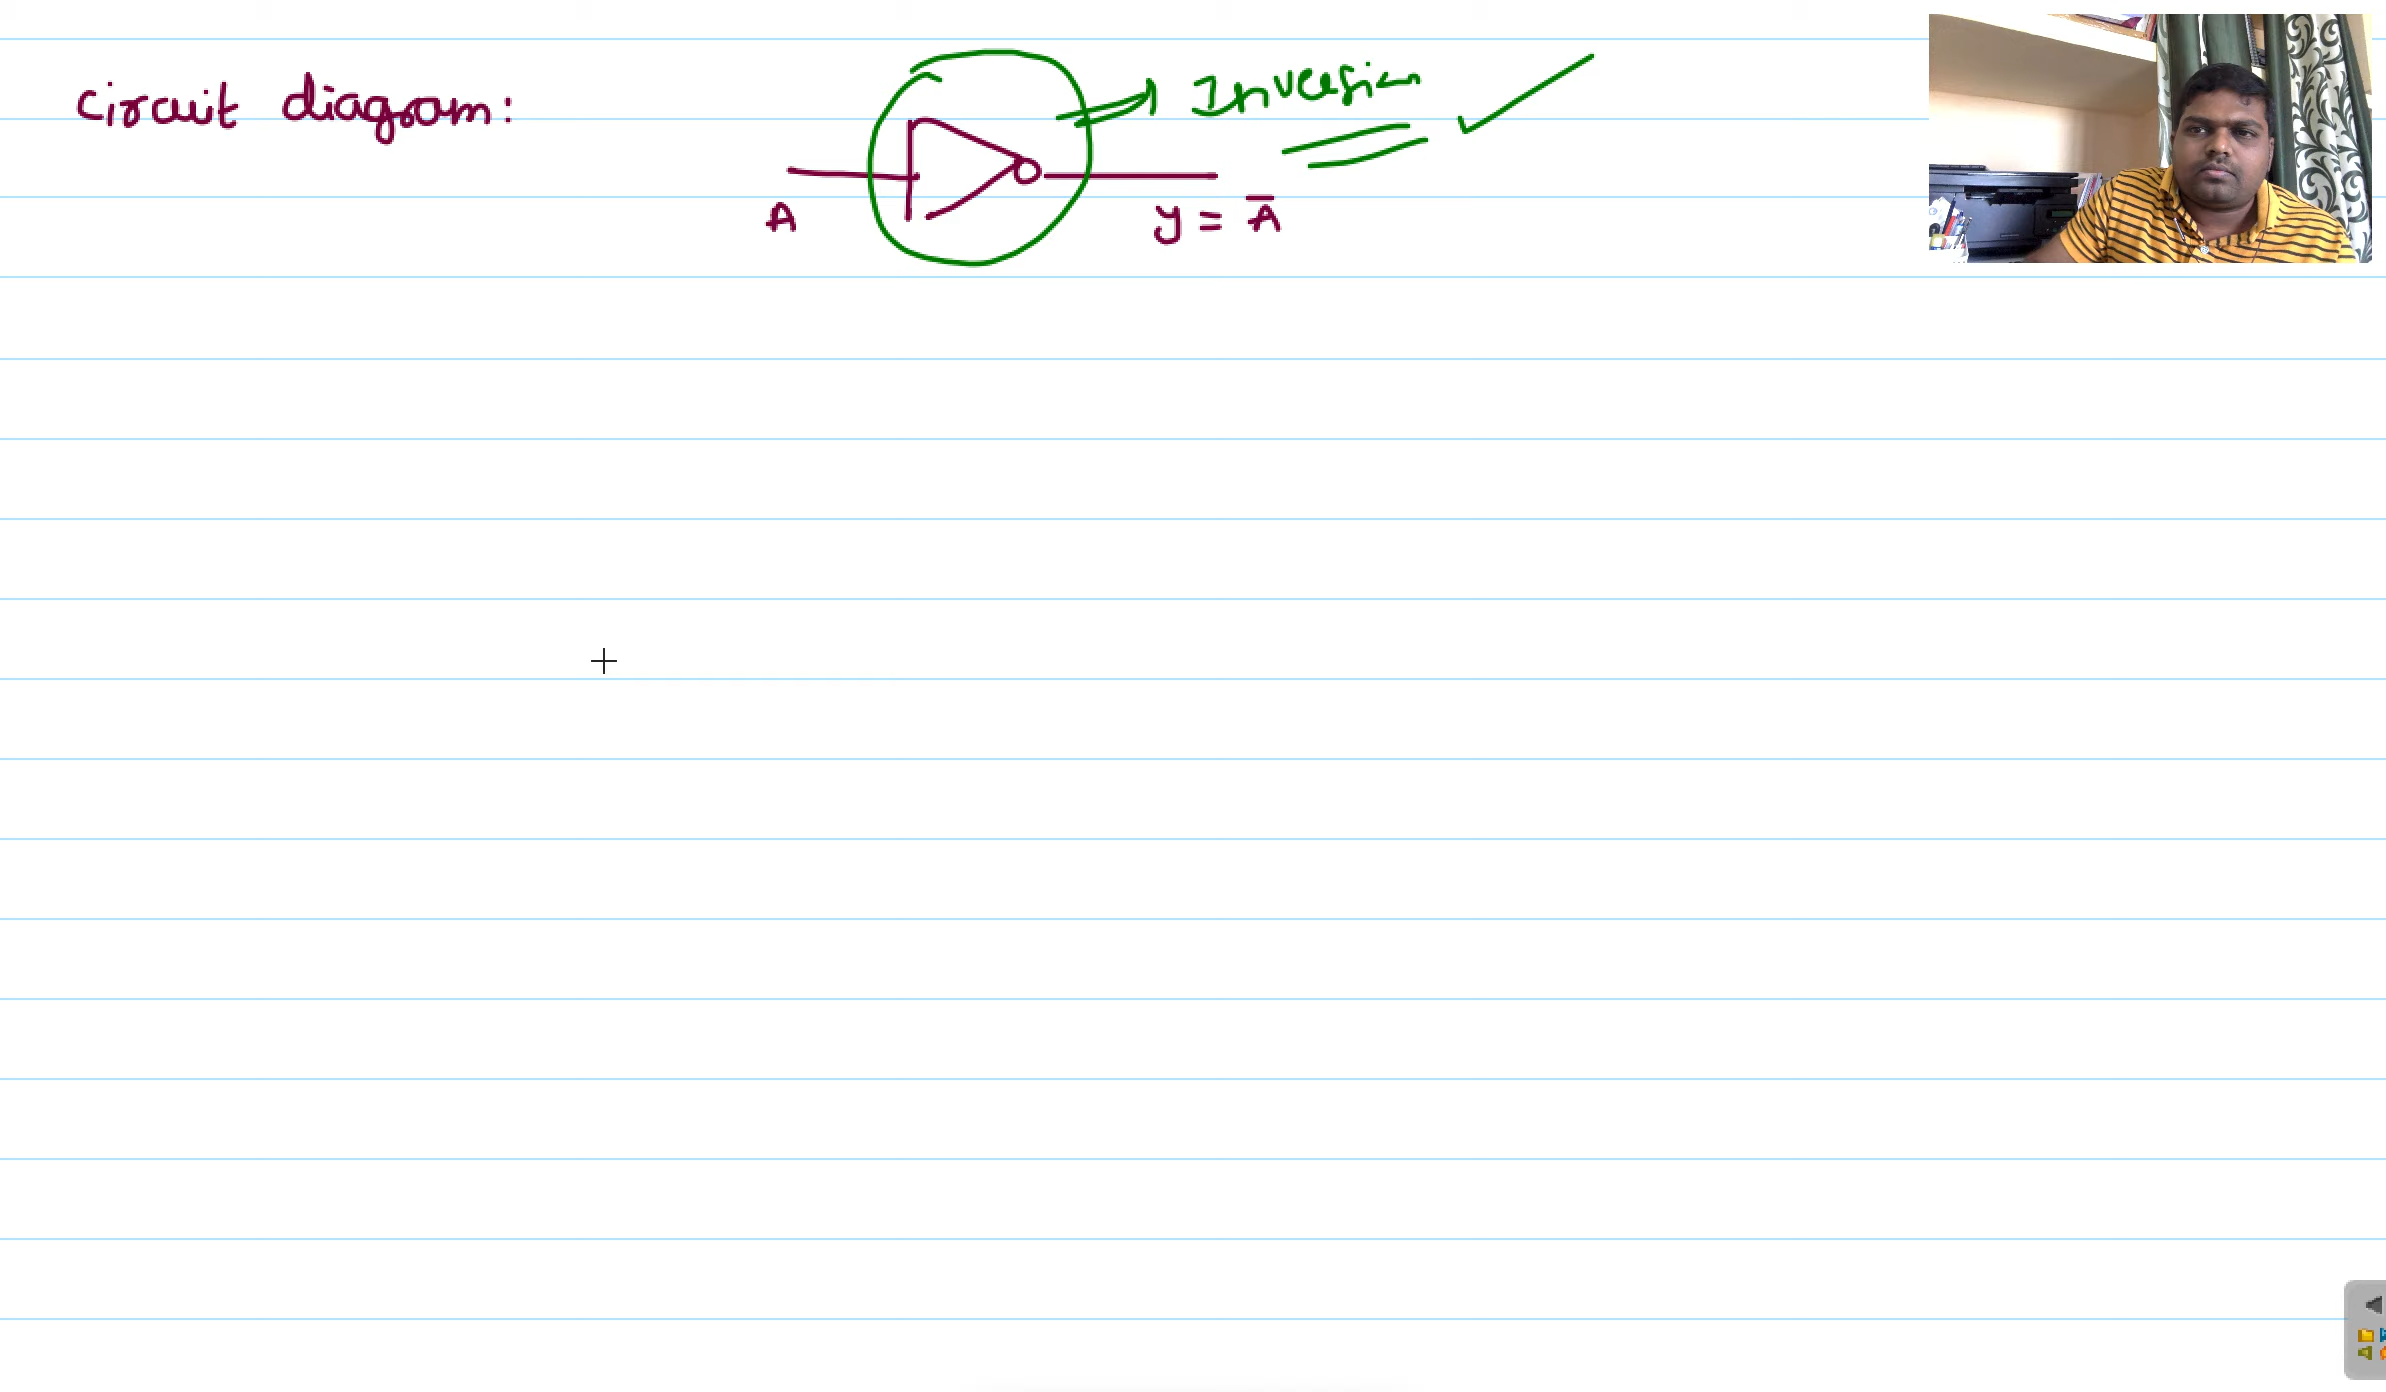 Circuit diagram:
Inversion
A
y = A̅